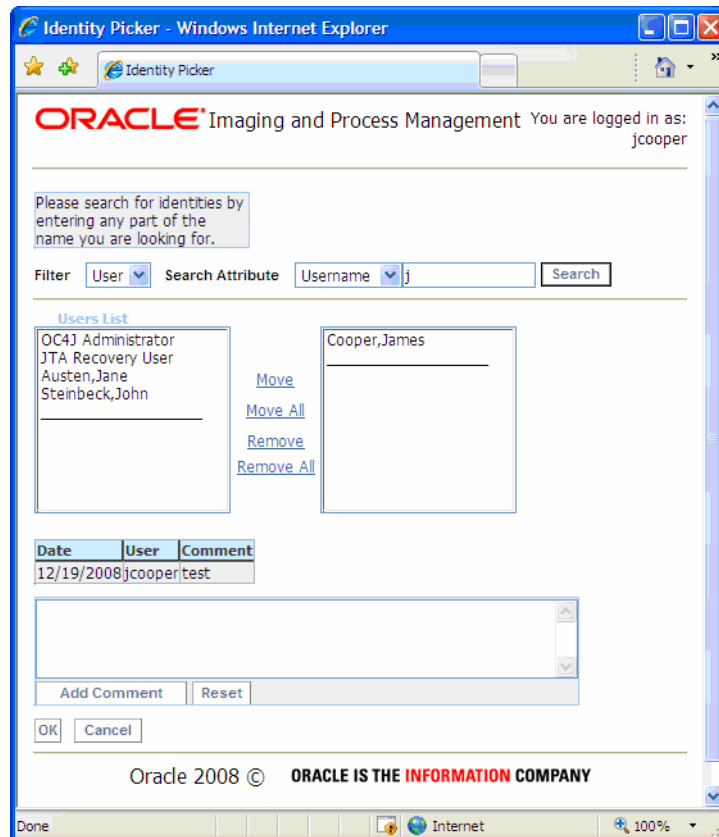 Identity Picker - Windows Internet Explorer
Identity Picker
ORACLE Imaging and Process Management You are logged in as:
jcooper
Please search for identities by
entering any part of the
name you are looking for.
Filter User Search Attribute Username j Search
Users List
OC4J Administrator Cooper,James
JTA Recovery User
Austen,Jane
Steinbeck,John
Move
Move All
Remove
Remove All
Date User Comment
12/19/2008 jcooper test
Add Comment Reset
OK Cancel
Oracle 2008 © ORACLE IS THE INFORMATION COMPANY
Done Internet 100%